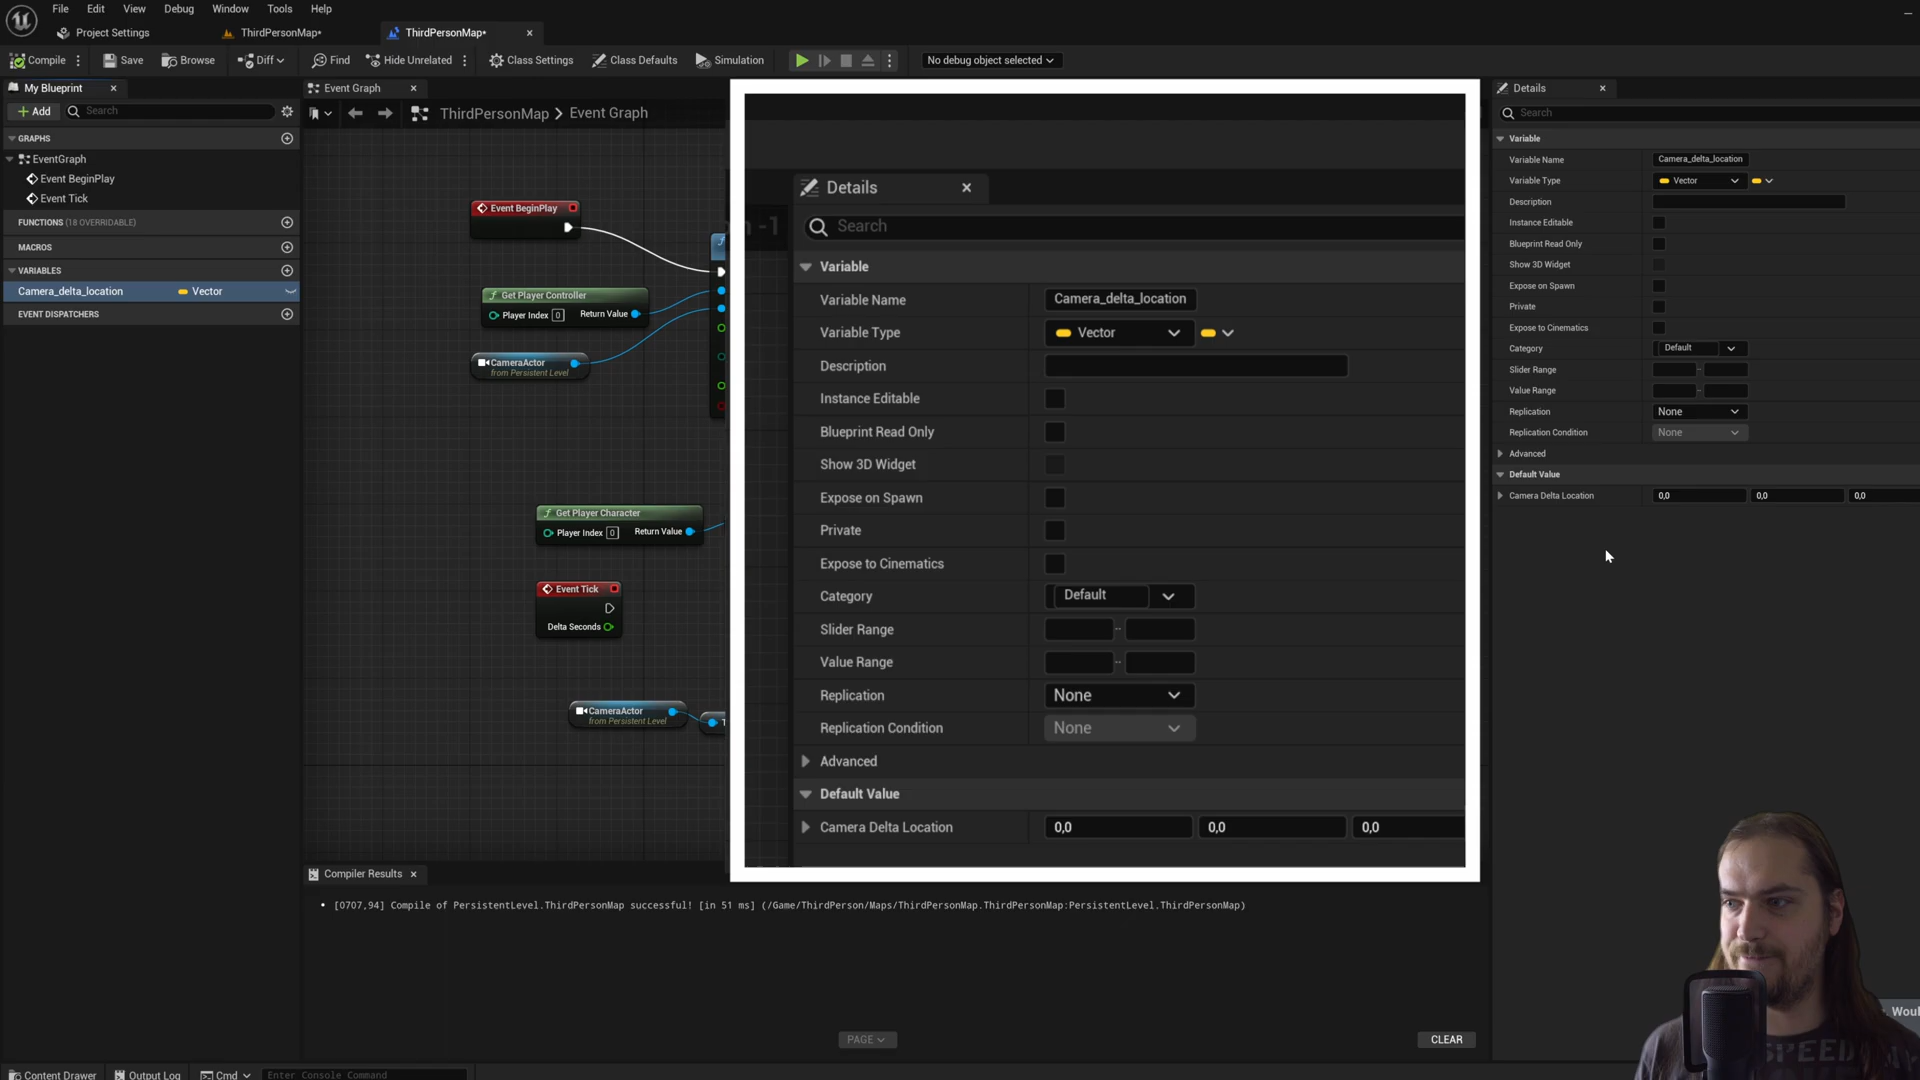 File Edit View Debug Window Tools Help
Project Settings ThirdPersonMap* ThirdPersonMap*
Compile Save Browse Diff Find Hide Unrelated Class Settings Class Defaults Simulation No debug object selected
My Blueprint
Add Search
GRAPHS
EventGraph
Event BeginPlay
Event Tick
FUNCTIONS (18 OVERRIDABLE)
MACROS
VARIABLES
Camera_delta_location Vector
EVENT DISPATCHERS
Event Graph
ThirdPersonMap > Event Graph
Event BeginPlay
Get Player Controller
Player Index 0 Return Value
CameraActor
from Persistent Level
Get Player Character
Player Index 0 Return Value
Event Tick
Delta Seconds
CameraActor
from Persistent Level
-1
Details
Search
Variable
Variable Name Camera_delta_location
Variable Type Vector
Description
Instance Editable
Blueprint Read Only
Show 3D Widget
Expose on Spawn
Private
Expose to Cinematics
Category Default
Slider Range
Value Range
Replication None
Replication Condition None
Advanced
Default Value
Camera Delta Location 0,0 0,0 0,0
Details
Search
Variable
Variable Name Camera_delta_location
Variable Type Vector
Description
Instance Editable
Blueprint Read Only
Show 3D Widget
Expose on Spawn
Private
Expose to Cinematics
Category Default
Slider Range
Value Range
Replication None
Replication Condition None
Advanced
Default Value
Camera Delta Location 0,0 0,0 0,0
Compiler Results
• [0707,94] Compile of PersistentLevel.ThirdPersonMap successful! [in 51 ms] (/Game/ThirdPerson/Maps/ThirdPersonMap.ThirdPersonMap:PersistentLevel.ThirdPersonMap)
PAGE CLEAR
Content Drawer Output Log Cmd Enter Console Command
. Woul
SPEED